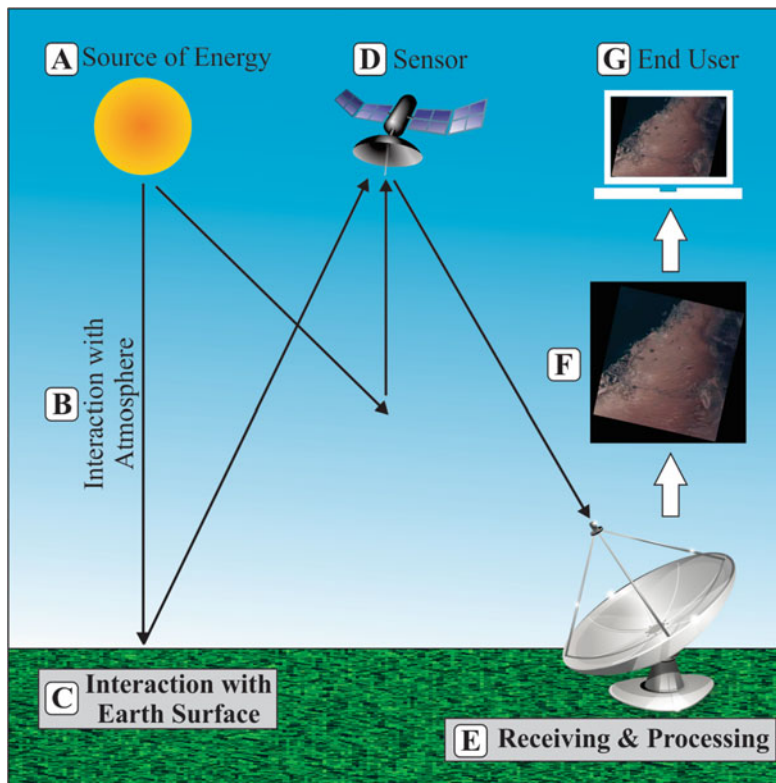 A Source of Energy
D Sensor
G End User
B Interaction with
Atmosphere
F
C Interaction with
Earth Surface
E Receiving & Processing